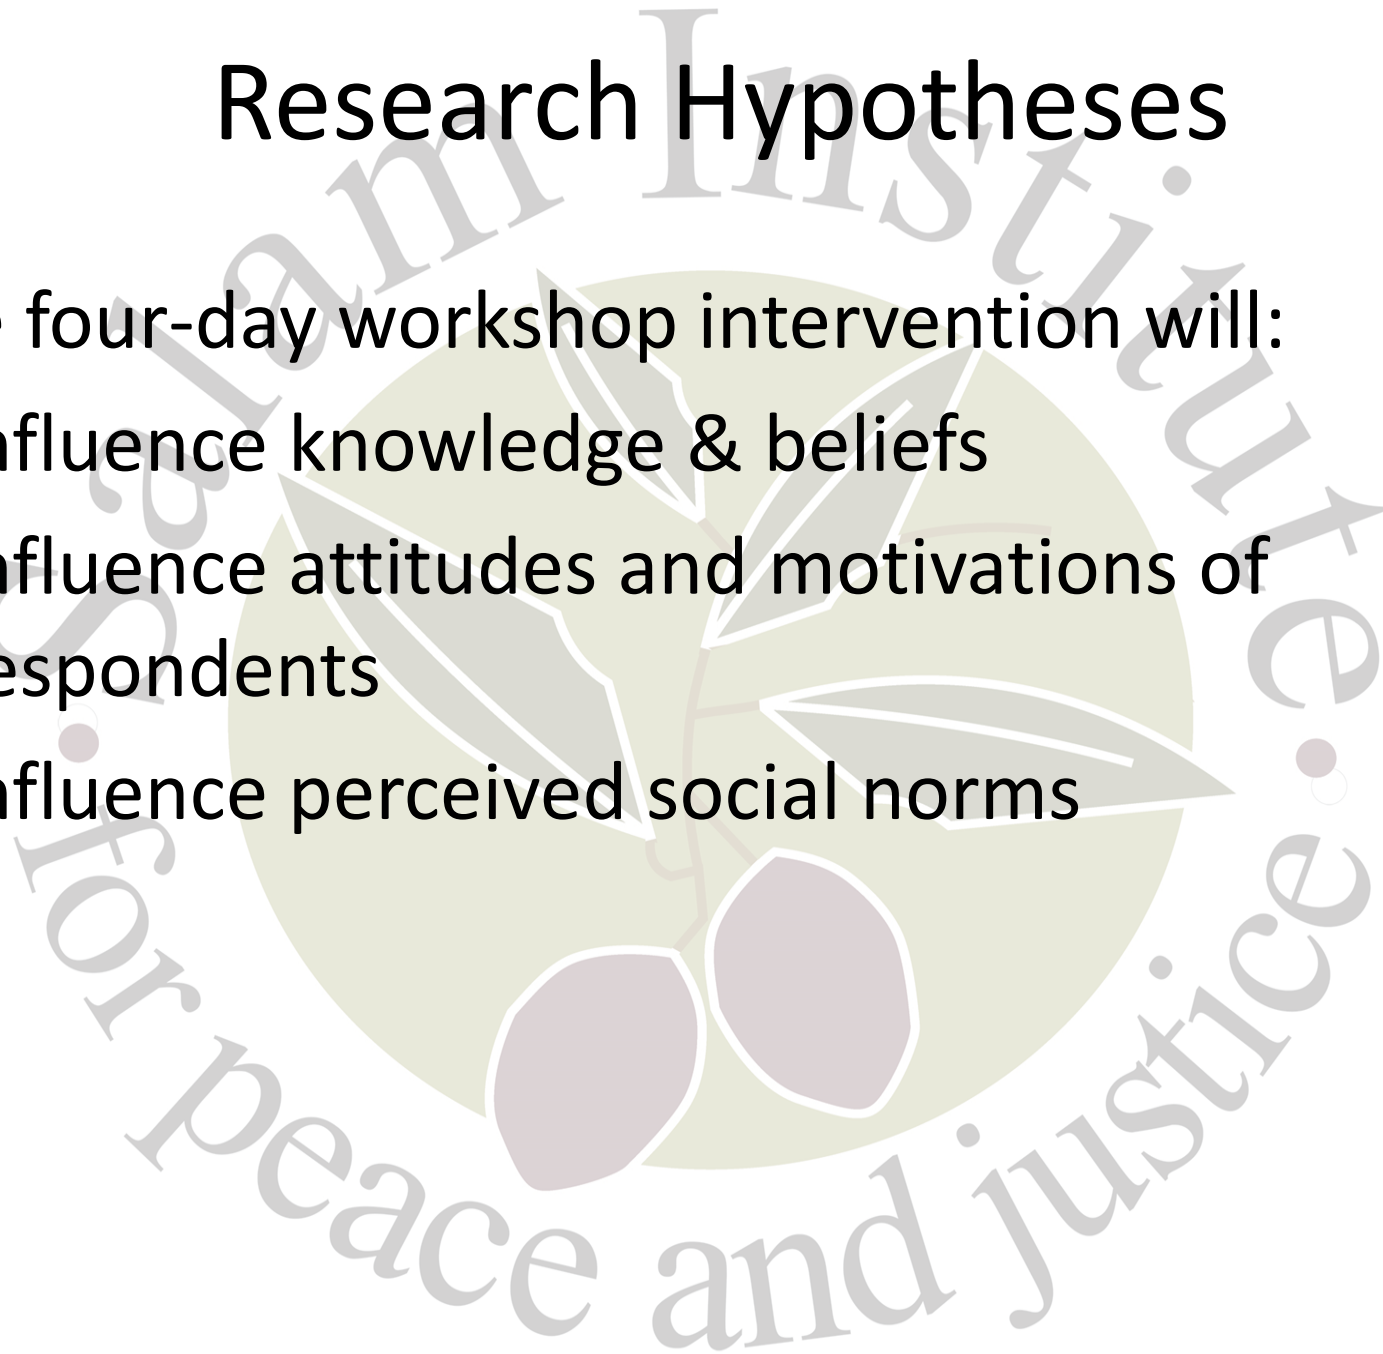 Research Hypotheses
four-day workshop intervention will:
nfluence knowledge & beliefs
nfluence attitudes and motivations of
espondents
nfluence perceived social norms
Salam Institute
for peace and justice